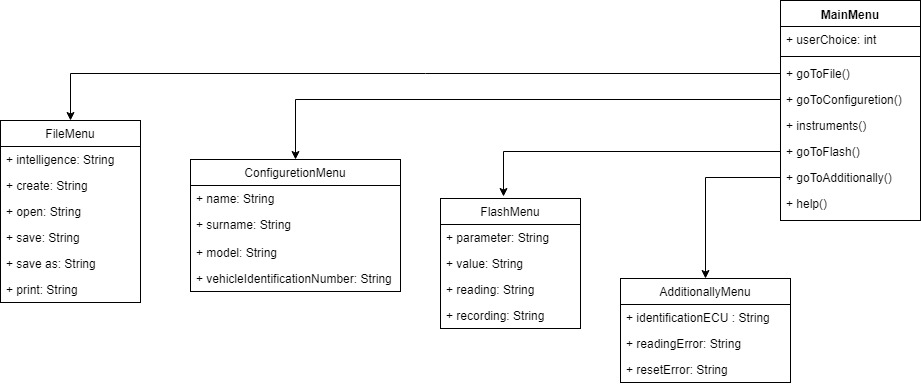 MainMenu
+ userChoice: int
+ goToFile()
+ goToConfiguretion()
+ instruments()
+ goToFlash()
+ goToAdditionally()
+ help()
FileMenu
+ intelligence: String
+ create: String
+ open: String
+ save: String
+ save as: String
+ print: String
ConfiguretionMenu
+ name: String
+ surname: String
+ model: String
+ vehicleIdentificationNumber: String
FlashMenu
+ parameter: String
+ value: String
+ reading: String
+ recording: String
AdditionallyMenu
+ identificationECU : String
+ readingError: String
+ resetError: String